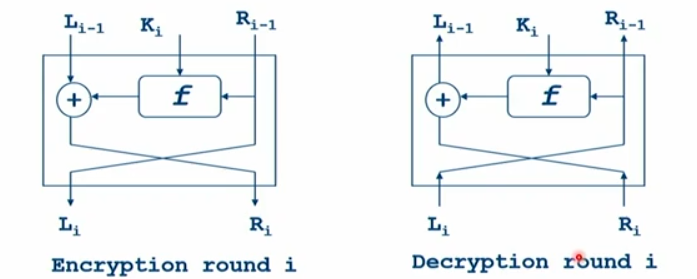 L_{i-1} K_i R_{i-1}
+ f
L_i R_i
Encryption round i
L_{i-1} K_i R_{i-1}
+ f
L_i R_i
Decryption round i